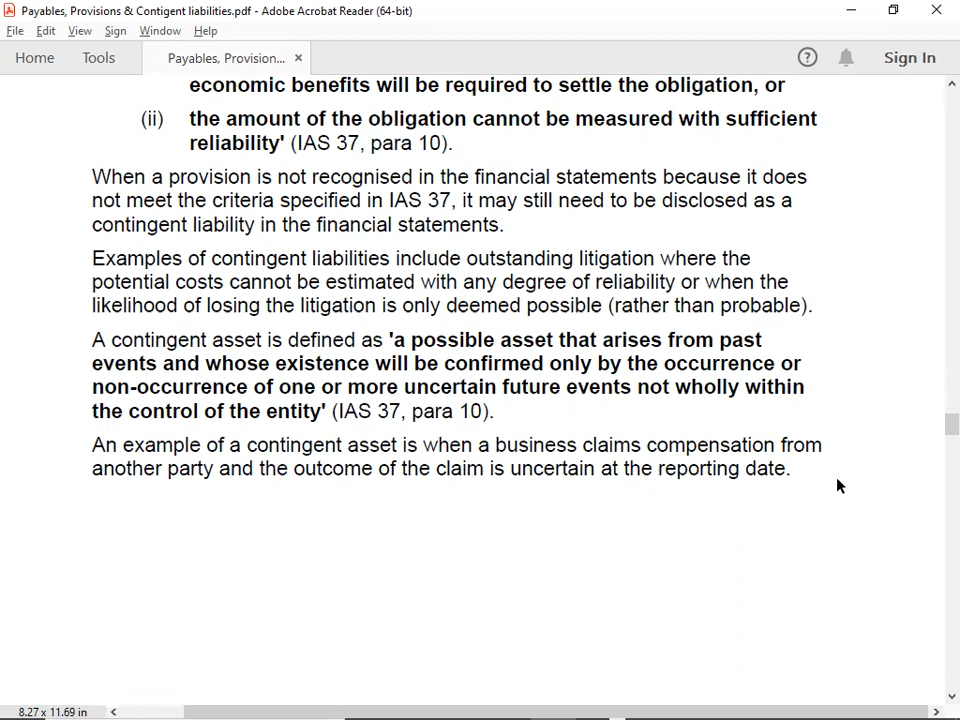 Payables, Provisions & Contigent liabilities.pdf - Adobe Acrobat Reader (64-bit)
File Edit View Sign Window Help
Home Tools Payables, Provision... × ? Sign In
economic benefits will be required to settle the obligation, or
(ii) the amount of the obligation cannot be measured with sufficient
reliability' (IAS 37, para 10).
When a provision is not recognised in the financial statements because it does
not meet the criteria specified in IAS 37, it may still need to be disclosed as a
contingent liability in the financial statements.
Examples of contingent liabilities include outstanding litigation where the
potential costs cannot be estimated with any degree of reliability or when the
likelihood of losing the litigation is only deemed possible (rather than probable).
A contingent asset is defined as 'a possible asset that arises from past
events and whose existence will be confirmed only by the occurrence or
non-occurrence of one or more uncertain future events not wholly within
the control of the entity' (IAS 37, para 10).
An example of a contingent asset is when a business claims compensation from
another party and the outcome of the claim is uncertain at the reporting date.
8.27 x 11.69 in